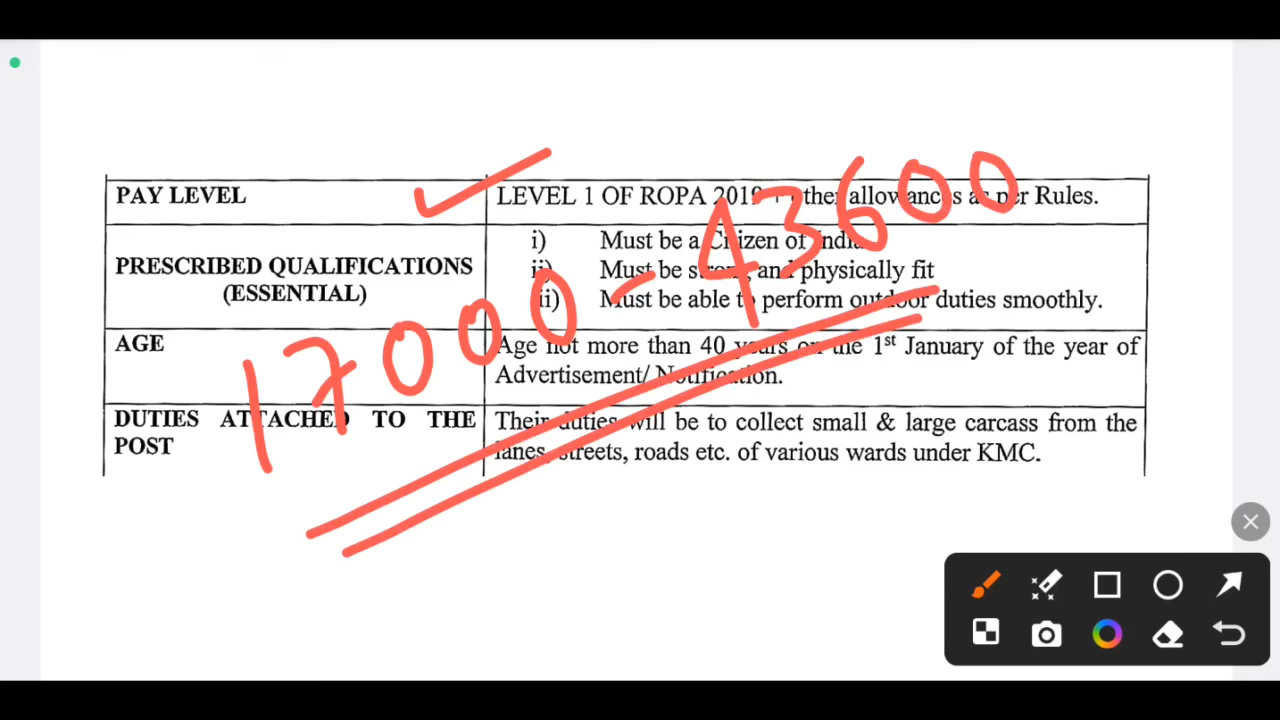 PAY LEVEL
LEVEL 1 OF ROPA 2019 + other allowances as per Rules.
PRESCRIBED QUALIFICATIONS
(ESSENTIAL)
i) Must be a Citizen of India
ii) Must be strong and physically fit
iii) Must be able to perform outdoor duties smoothly.
AGE
Age not more than 40 years on the 1st January of the year of
Advertisement/ Notification.
DUTIES ATTACHED TO THE
POST
Their duties will be to collect small & large carcass from the
lanes, streets, roads etc. of various wards under KMC.
17000 - 43600